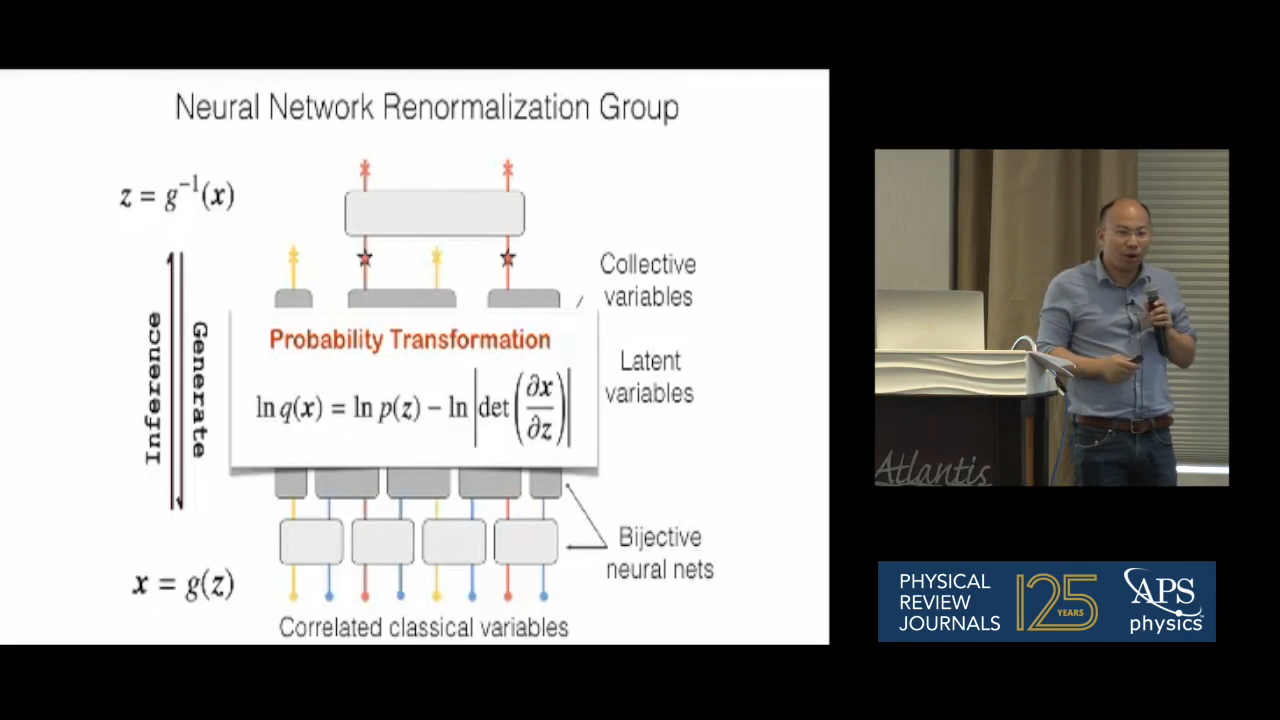 Neural Network Renormalization Group
z = g⁻¹(x)
Collective
variables
Probability Transformation
ln q(x) = ln p(z) − ln |det (∂x/∂z)|
Latent
variables
Inference
Generate
Bijective
neural nets
x = g(z)
Correlated classical variables
Atlantis
PHYSICAL
REVIEW
JOURNALS
125
YEARS
APS
physics